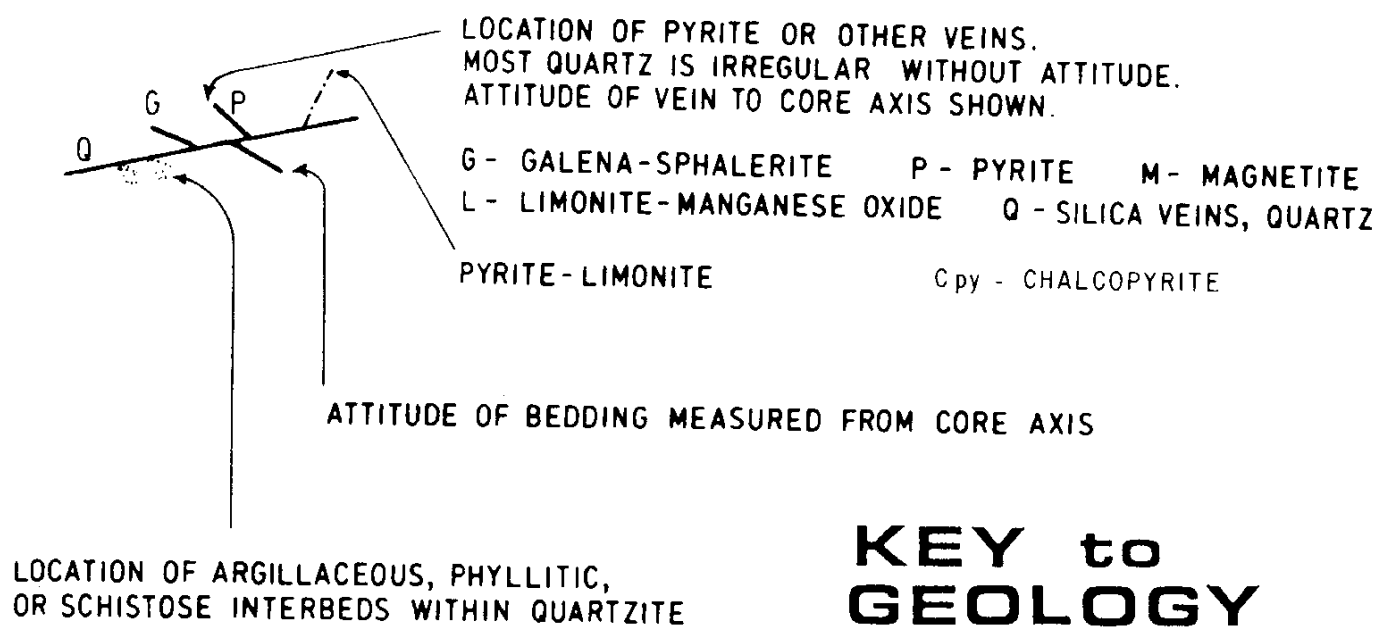 LOCATION OF PYRITE OR OTHER VEINS.
MOST QUARTZ IS IRREGULAR WITHOUT ATTITUDE.
ATTITUDE OF VEIN TO CORE AXIS SHOWN.
G P
Q
G - GALENA-SPHALERITE P - PYRITE M - MAGNETITE
L - LIMONITE-MANGANESE OXIDE Q - SILICA VEINS, QUARTZ
PYRITE-LIMONITE Cpy - CHALCOPYRITE
ATTITUDE OF BEDDING MEASURED FROM CORE AXIS
LOCATION OF ARGILLACEOUS, PHYLLITIC,
OR SCHISTOSE INTERBEDS WITHIN QUARTZITE
KEY to
GEOLOGY